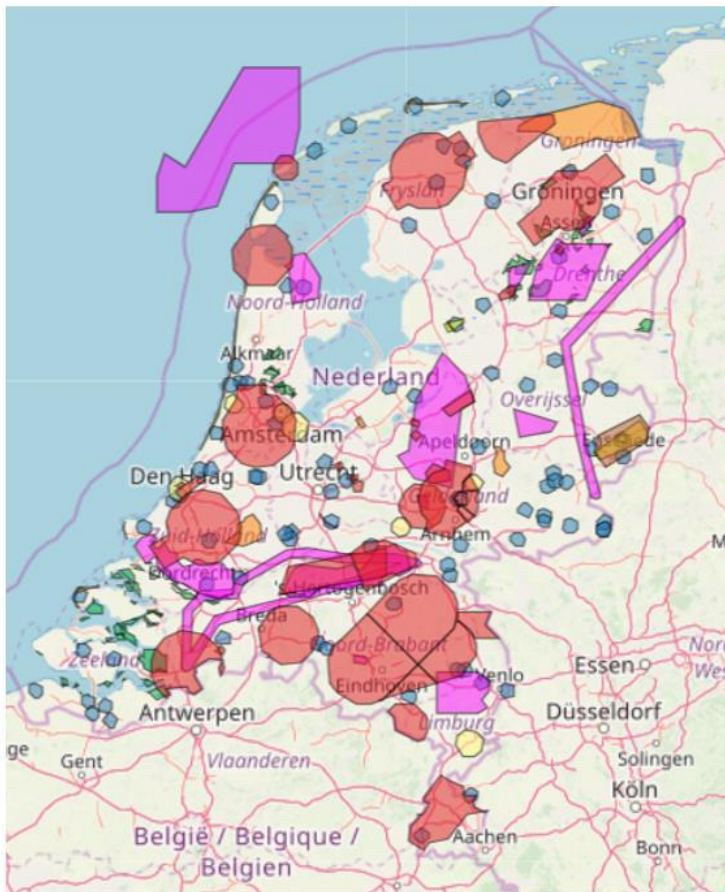 Groningen
Fryslân
Groningen
Assen
Drenthe
Noord-Holland
Alkmaar
Nederland
Overijssel
Amsterdam
Apeldoorn
Enschede
Den Haag
Utrecht
Gelderland
Zuid-Holland
Arnhem
Dordrecht
's-Hertogenbosch
Breda
Noord-Brabant
Zeeland
Eindhoven
Venlo
Essen
Antwerpen
Limburg
Düsseldorf
ge
Gent
Vlaanderen
Solingen
Köln
België / Belgique /
Belgien
Aachen
Bonn